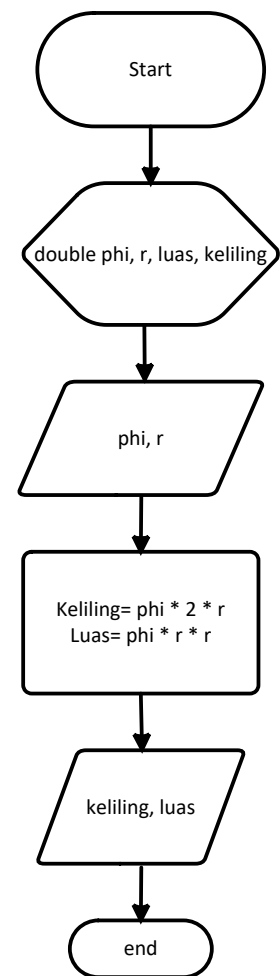 Start
double phi, r, luas, keliling
phi, r
Keliling= phi * 2 * r
Luas= phi * r * r
keliling, luas
end